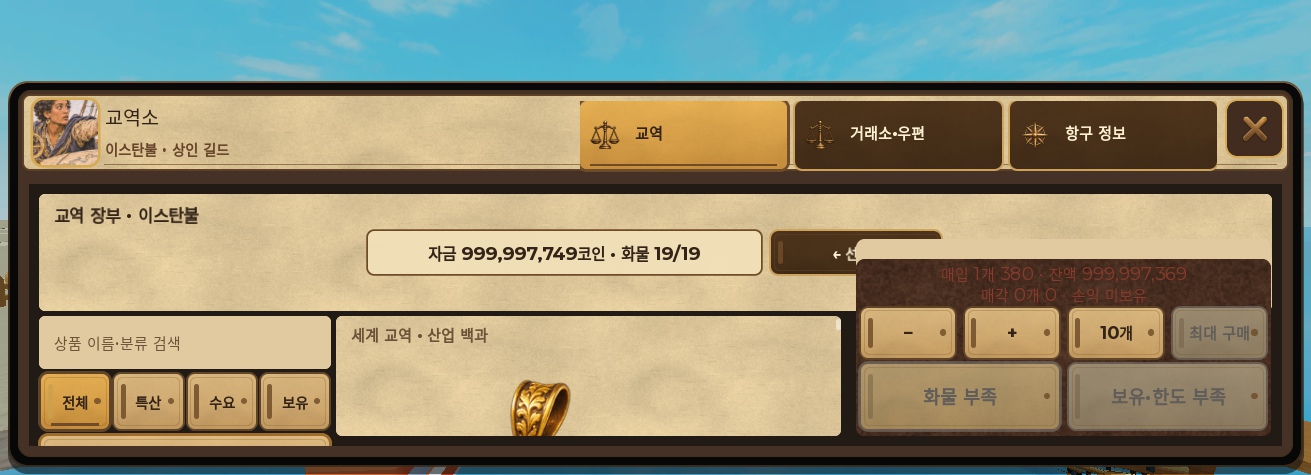 교역소
이스탄불 • 상인 길드
교역
거래소•우편
항구 정보
교역 장부 • 이스탄불
자금 999,997,749코인 • 화물 19/19
←
매입 1개 380 · 잔액 999,997,369
매각 0개 0 · 손익 미보유
−
+
10개
최대 구매
화물 부족
보유•한도 부족
상품 이름•분류 검색
전체
특산
수요
보유
세계 교역 • 산업 백과